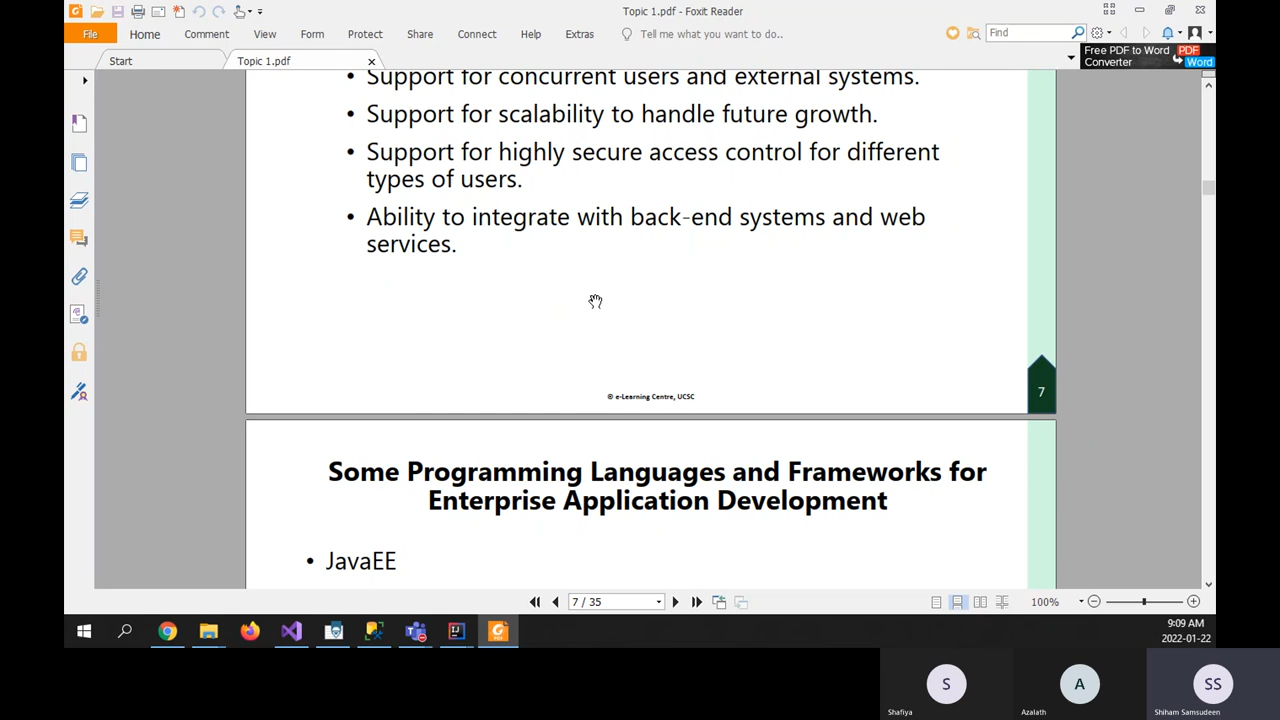 Topic 1.pdf - Foxit Reader
File Home Comment View Form Protect Share Connect Help Extras Tell me what you want to do.. Find
Start Topic 1.pdf
Free PDF to Word
Converter
PDF
Word
• Support for concurrent users and external systems.
• Support for scalability to handle future growth.
• Support for highly secure access control for different
types of users.
• Ability to integrate with back-end systems and web
services.
© e-Learning Centre, UCSC
7
Some Programming Languages and Frameworks for
Enterprise Application Development
• JavaEE
7 / 35
100%
9:09 AM
2022-01-22
S A SS
Shafiya Azalath Shiham Samsudeen